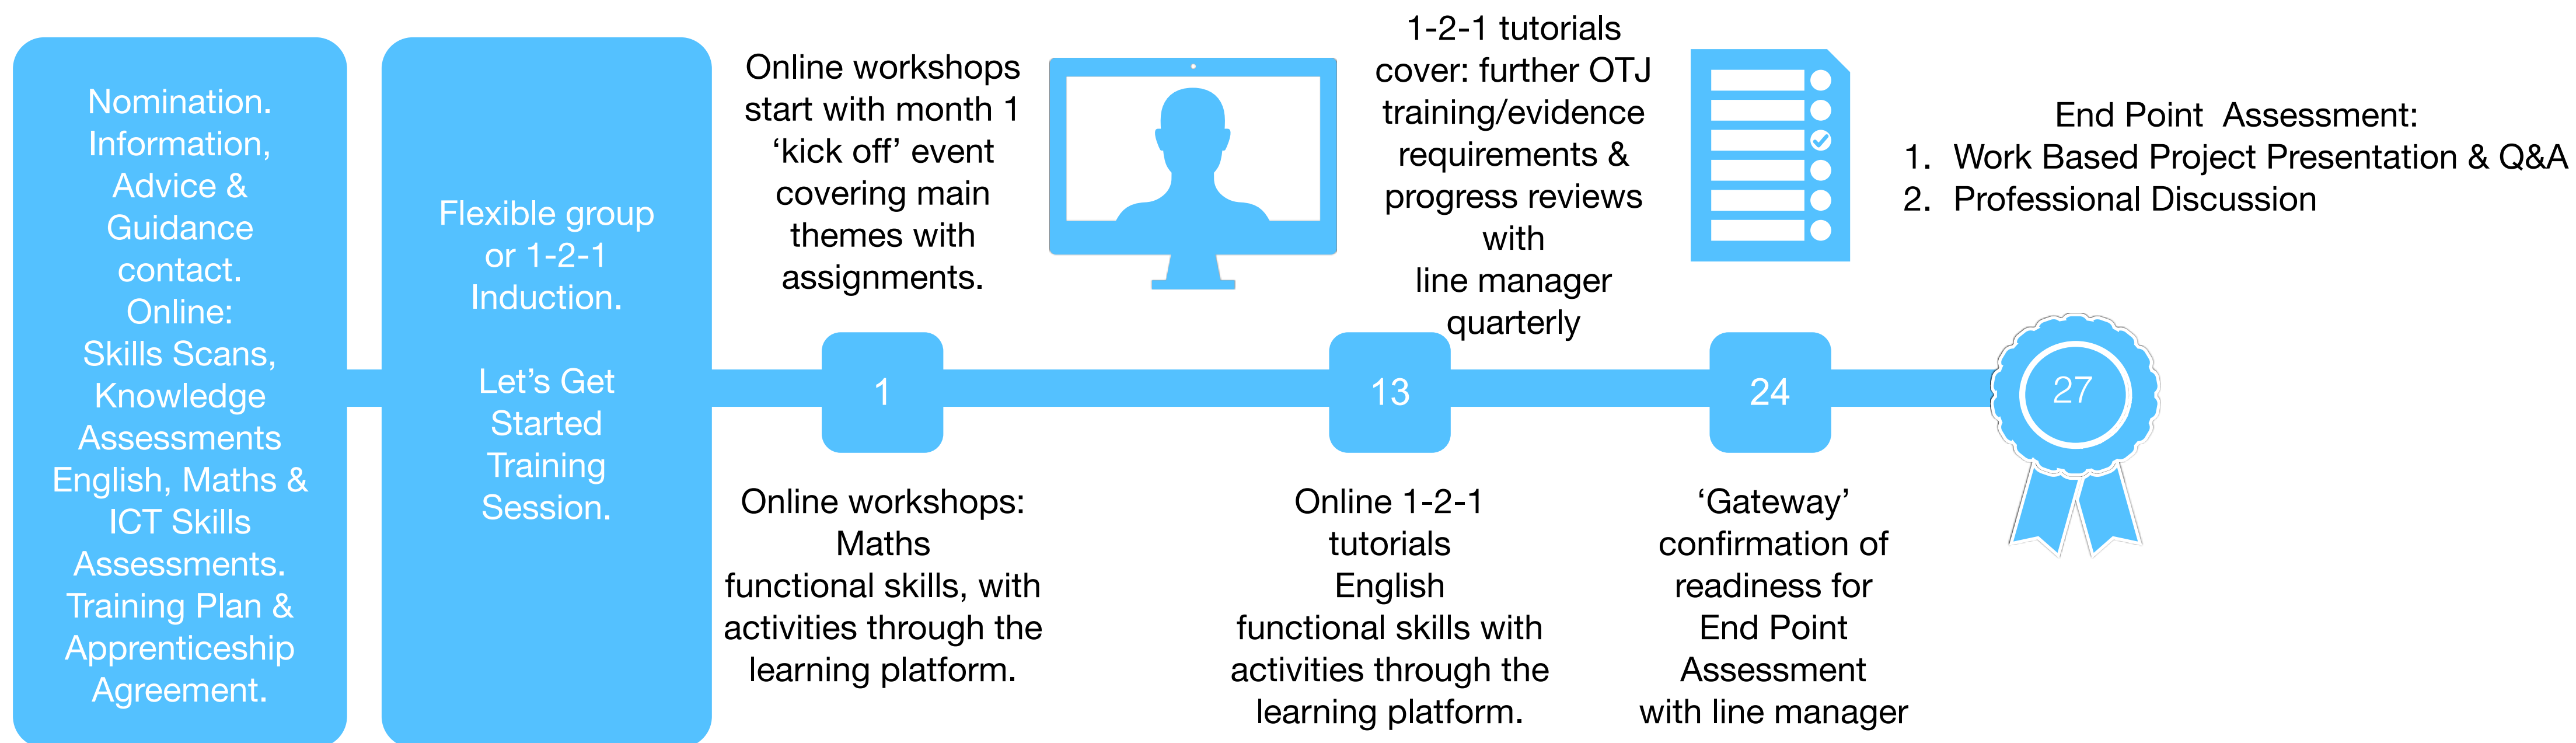 Nomination.
Information,
Advice &
Guidance
contact.
Online:
Skills Scans,
Knowledge
Assessments
English, Maths &
ICT Skills
Assessments.
Training Plan &
Apprenticeship
Agreement.
Flexible group
or 1-2-1
Induction.
Let’s Get
Started
Training
Session.
Online workshops
start with month 1
‘kick off’ event
covering main
themes with
assignments.
1
Online workshops:
Maths
functional skills, with
activities through the
learning platform.
1-2-1 tutorials
cover: further OTJ
training/evidence
requirements &
progress reviews
with
line manager
quarterly
13
Online 1-2-1
tutorials
English
functional skills with
activities through the
learning platform.
24
‘Gateway’
confirmation of
readiness for
End Point
Assessment
with line manager
End Point  Assessment:
1. Work Based Project Presentation & Q&A
2. Professional Discussion
27